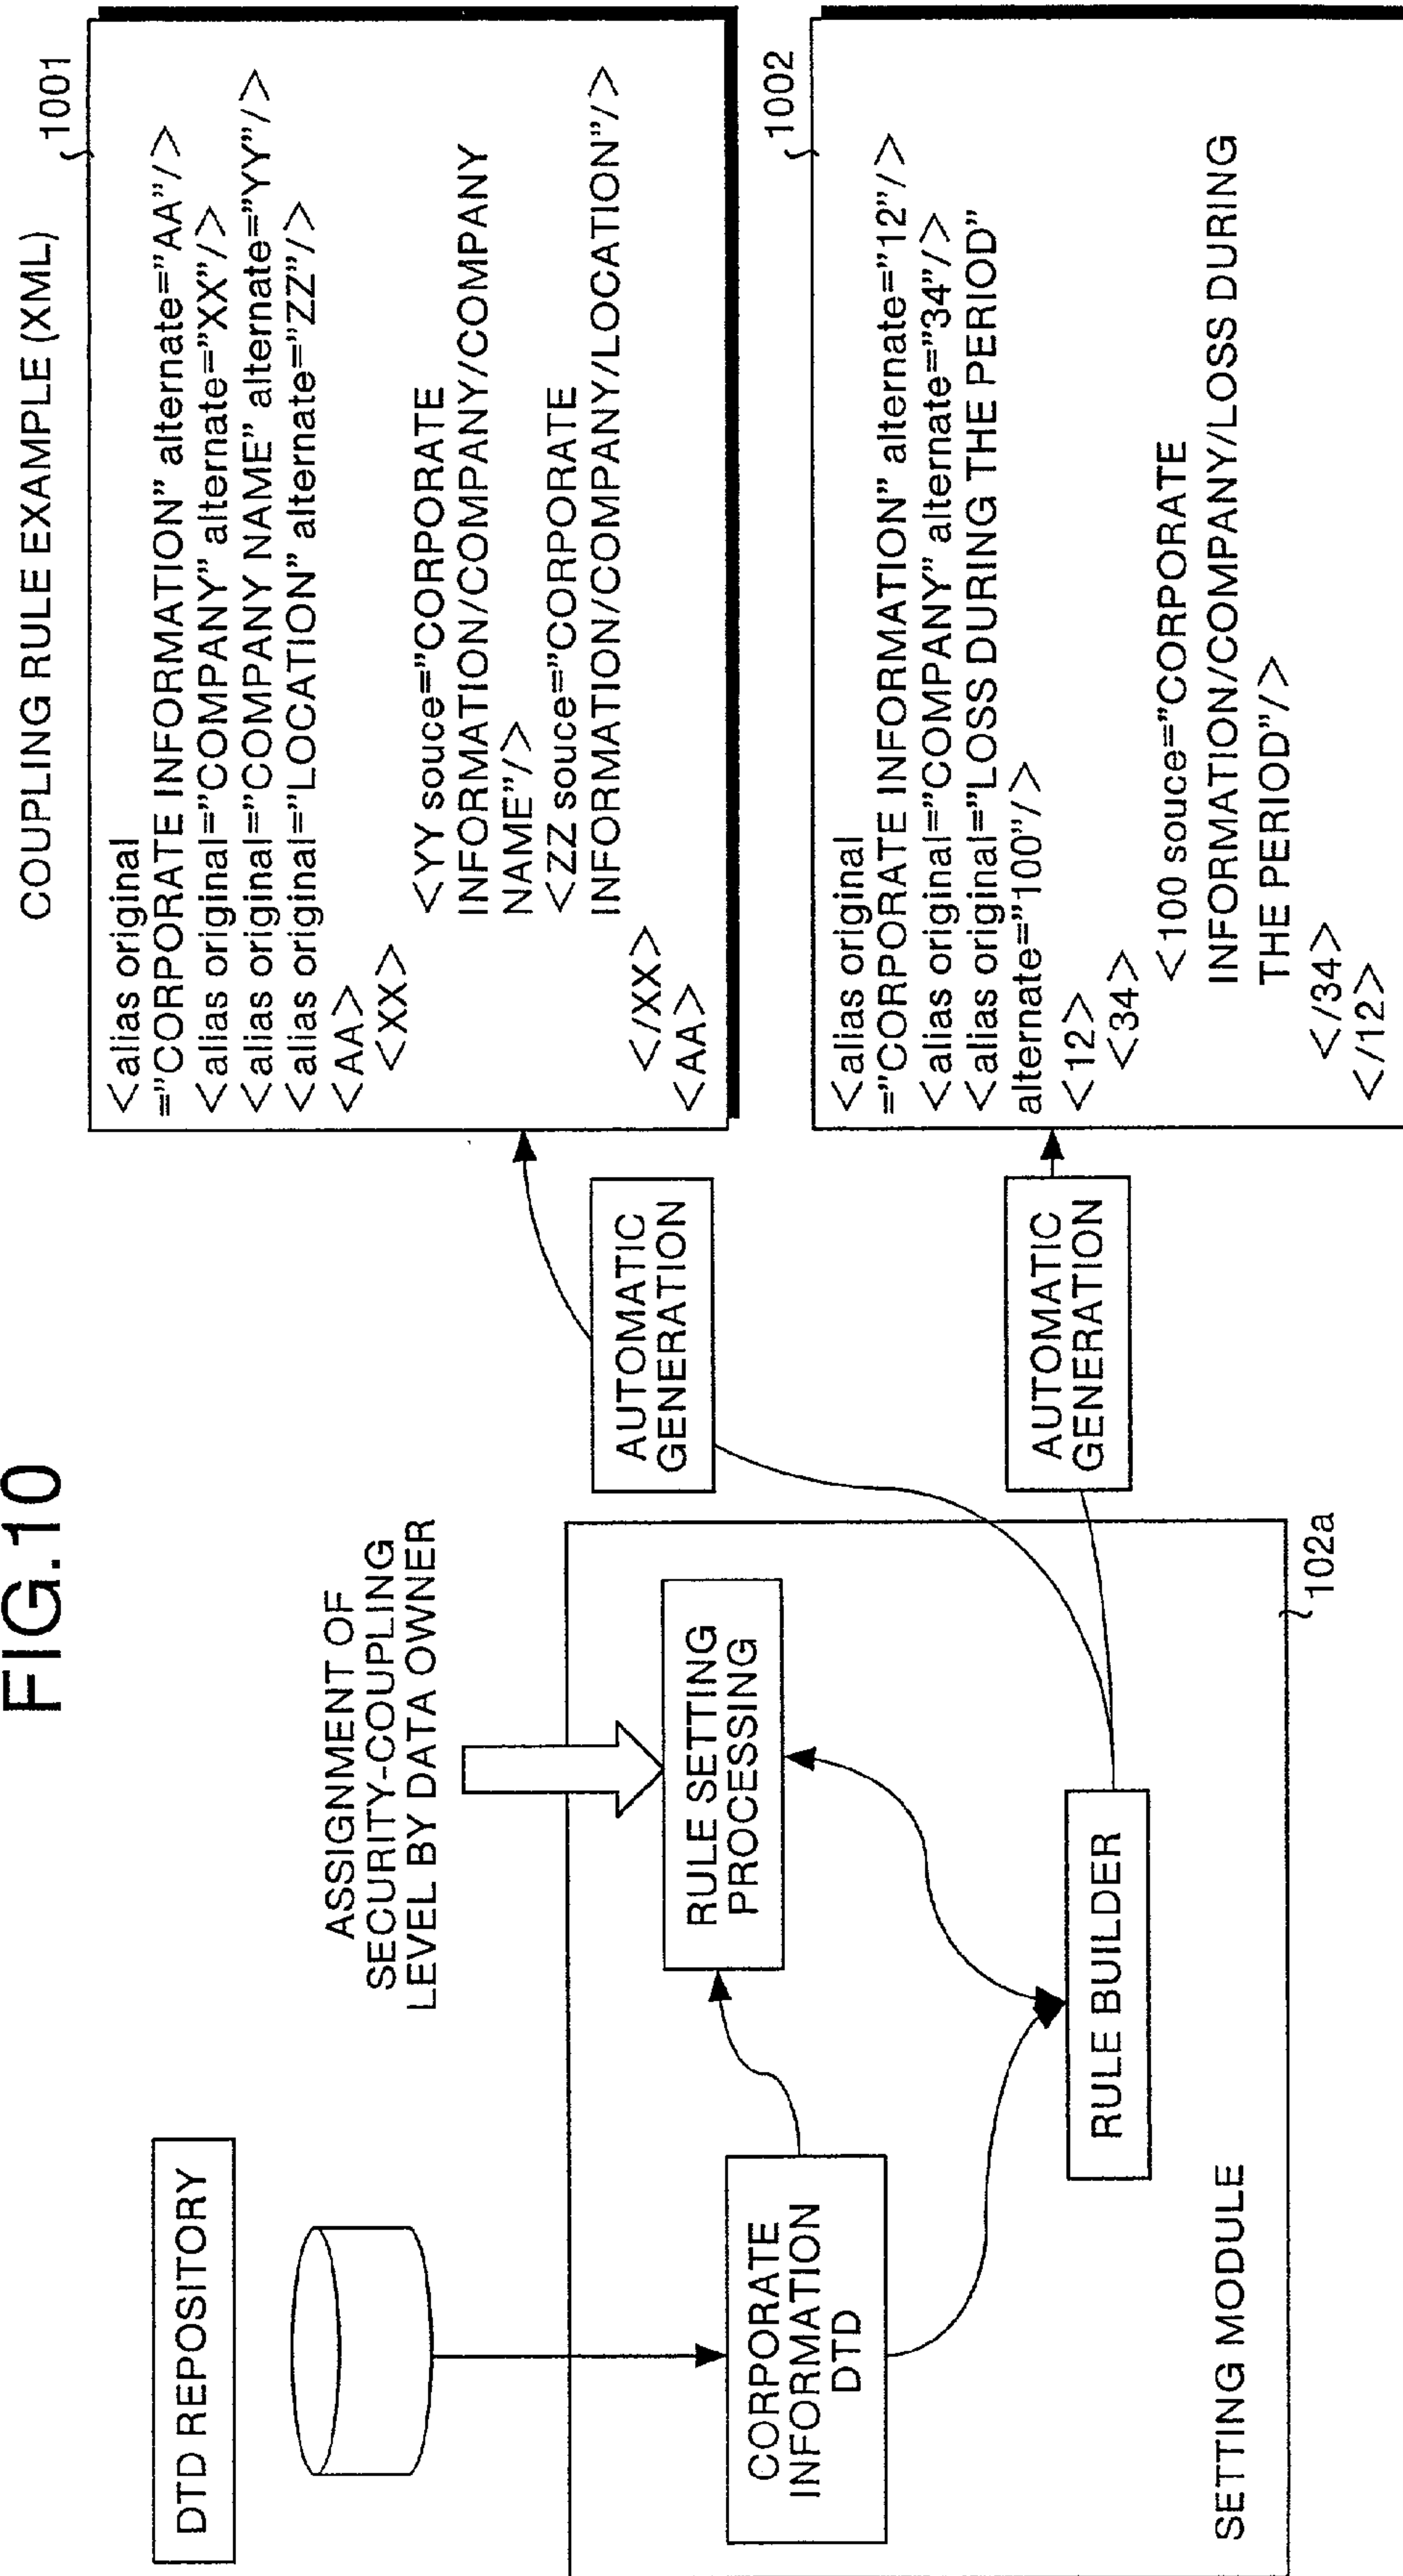 FIG.10
DTD REPOSITORY
ASSIGNMENT OF
SECURITY-COUPLING
LEVEL BY DATA OWNER
CORPORATE
INFORMATION
DTD
RULE SETTING
PROCESSING
RULE BUILDER
SETTING MODULE
102a
AUTOMATIC
GENERATION
AUTOMATIC
GENERATION
COUPLING RULE EXAMPLE (XML)
1001
<alias original
="CORPORATE INFORMATION" alternate="AA"/>
<alias original="COMPANY" alternate="XX"/>
<alias original="COMPANY NAME" alternate="YY"/>
<alias original="LOCATION" alternate="ZZ"/>
<AA>
<XX>
<YY souce="CORPORATE
INFORMATION/COMPANY/COMPANY
NAME"/>
<ZZ souce="CORPORATE
INFORMATION/COMPANY/LOCATION"/>
</XX>
<AA>
1002
<alias original
="CORPORATE INFORMATION" alternate="12"/>
<alias original="COMPANY" alternate="34"/>
<alias original="LOSS DURING THE PERIOD"
alternate="100"/>
<12>
<34>
<100 souce="CORPORATE
INFORMATION/COMPANY/LOSS DURING
THE PERIOD"/>
</34>
</12>